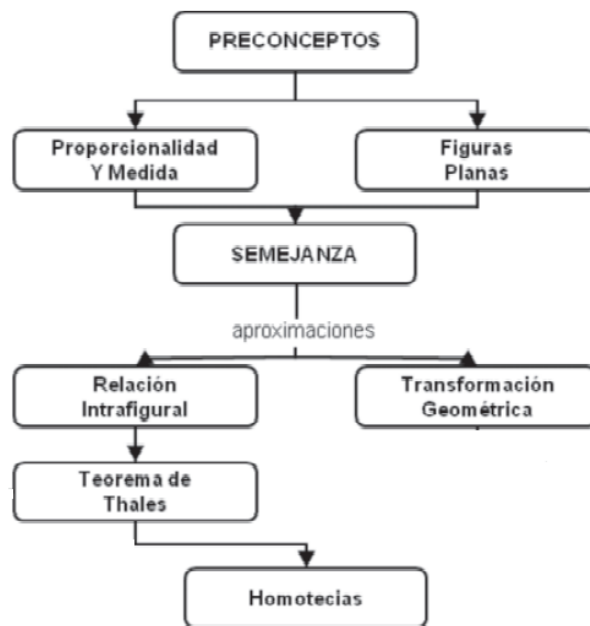 PRECONCEPTOS
Proporcionalidad
Y Medida
Figuras
Planas
SEMEJANZA
aproximaciones
Relación
Intrafigural
Transformación
Geométrica
Teorema de
Thales
Homotecias